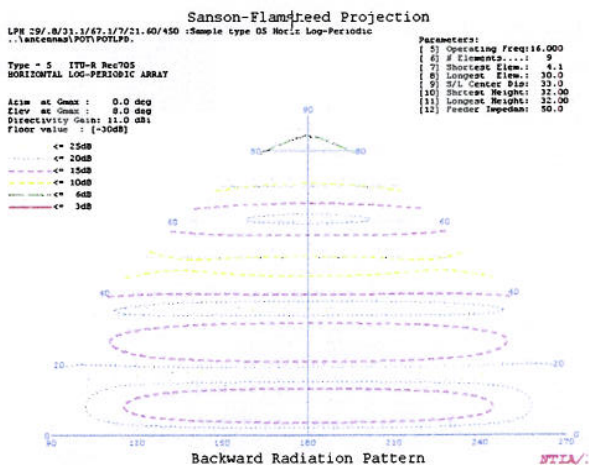 Sanson-Flamsteed Projection
LPH 29/.8/31.1/67.1/7/21.60/450 :Sample type 05 Horiz Log-Periodic
..\antennas\POT\POTLPD.
Type - 5 ITU-R Rec705
HORIZONTAL LOG-PERIODIC ARRAY
Azim at Gmax : 0.0 deg
Elev at Gmax : 8.0 deg
Directivity Gain: 11.0 dBi
Floor value : [-30dB]
<= 25dB
<= 20dB
<= 15dB
<= 10dB
<= 6dB
<= 3dB
Parameters:
[ 5] Operating Freq:16.000
[ 6] # Elements....: 9
[ 7] Shortest Elem.: 4.1
[ 8] Longest Elem.: 30.0
[ 9] S/L Center Dis: 33.0
[10] Shrtest Height: 32.00
[11] Longest Height: 32.00
[12] Feeder Impedan: 50.0
90
80 80
60 60
40 40
20 20
0 0
90 120 150 180 210 240 270
Backward Radiation Pattern
NTIA/